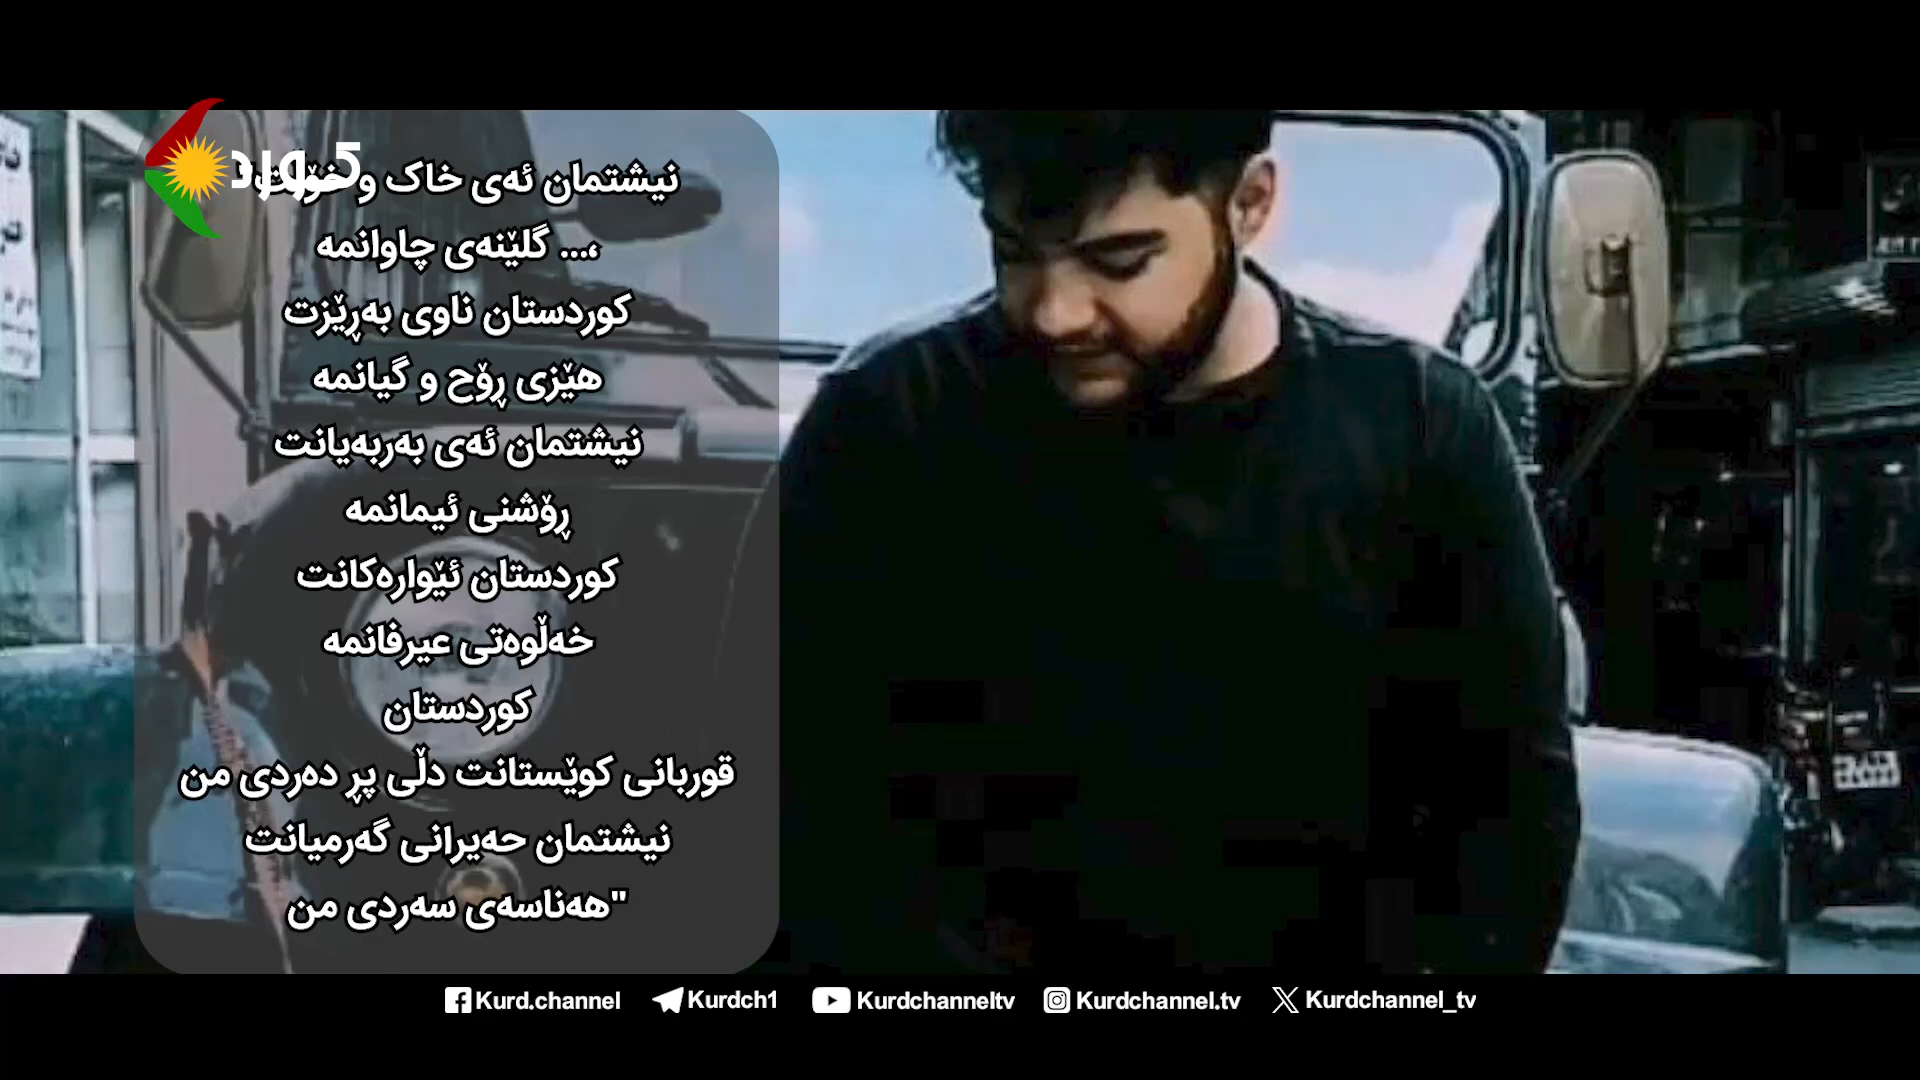 نیشتمان ئەی خاک و خۆڵت
،... گلێنەی چاوانمە
کوردستان ناوی بەڕێزت
هێزی ڕۆح و گیانمە
نیشتمان ئەی بەربەیانت
ڕۆشنی ئیمانمە
کوردستان ئێوارەکانت
خەڵوەتی عیرفانمە
کوردستان
قوربانی کوێستانت دڵی پڕ دەردی من
نیشتمان حەیرانی گەرمیانت
هەناسەی سەردی من"
Kurd.channel Kurdch1 Kurdchanneltv Kurdchannel.tv Kurdchannel_tv